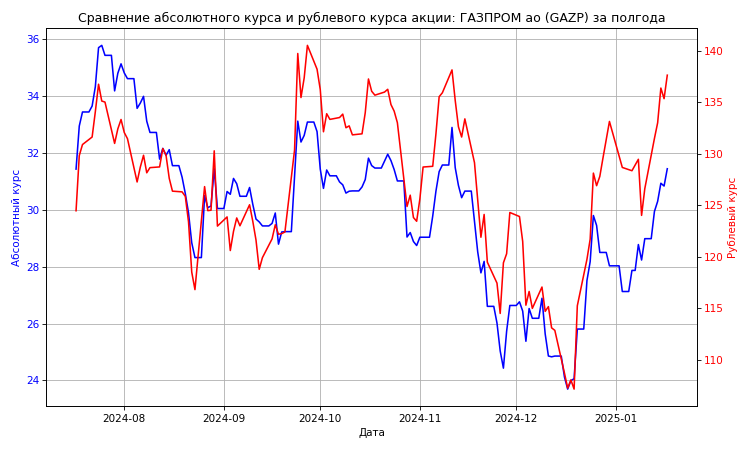 Сравнение абсолютного курса и рублевого курса акции: ГАЗПРОМ ао (GAZP) за полгода
36
34
32
30
28
26
24
Абсолютный курс
140
135
130
125
120
115
110
Рублевый курс
2024-08 2024-09 2024-10 2024-11 2024-12 2025-01
Дата